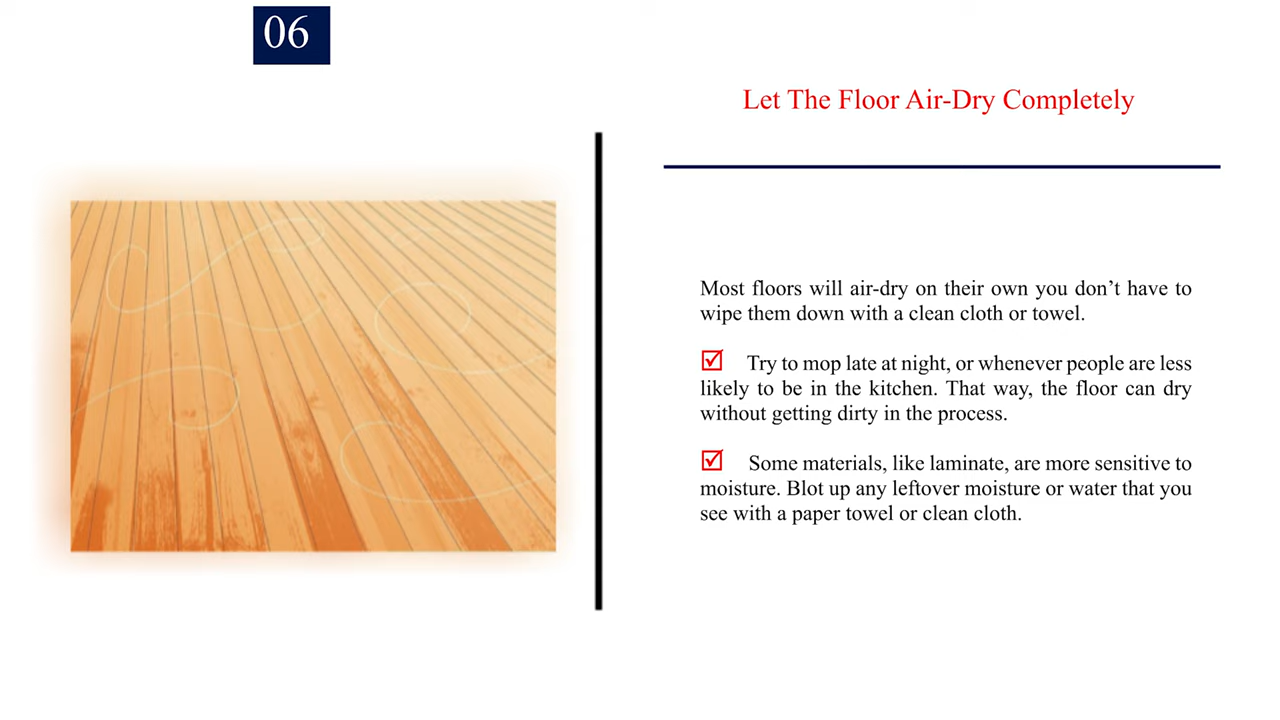 06
Let The Floor Air-Dry Completely
Most floors will air-dry on their own you don’t have to
wipe them down with a clean cloth or towel.
☑ Try to mop late at night, or whenever people are less
likely to be in the kitchen. That way, the floor can dry
without getting dirty in the process.
☑ Some materials, like laminate, are more sensitive to
moisture. Blot up any leftover moisture or water that you
see with a paper towel or clean cloth.